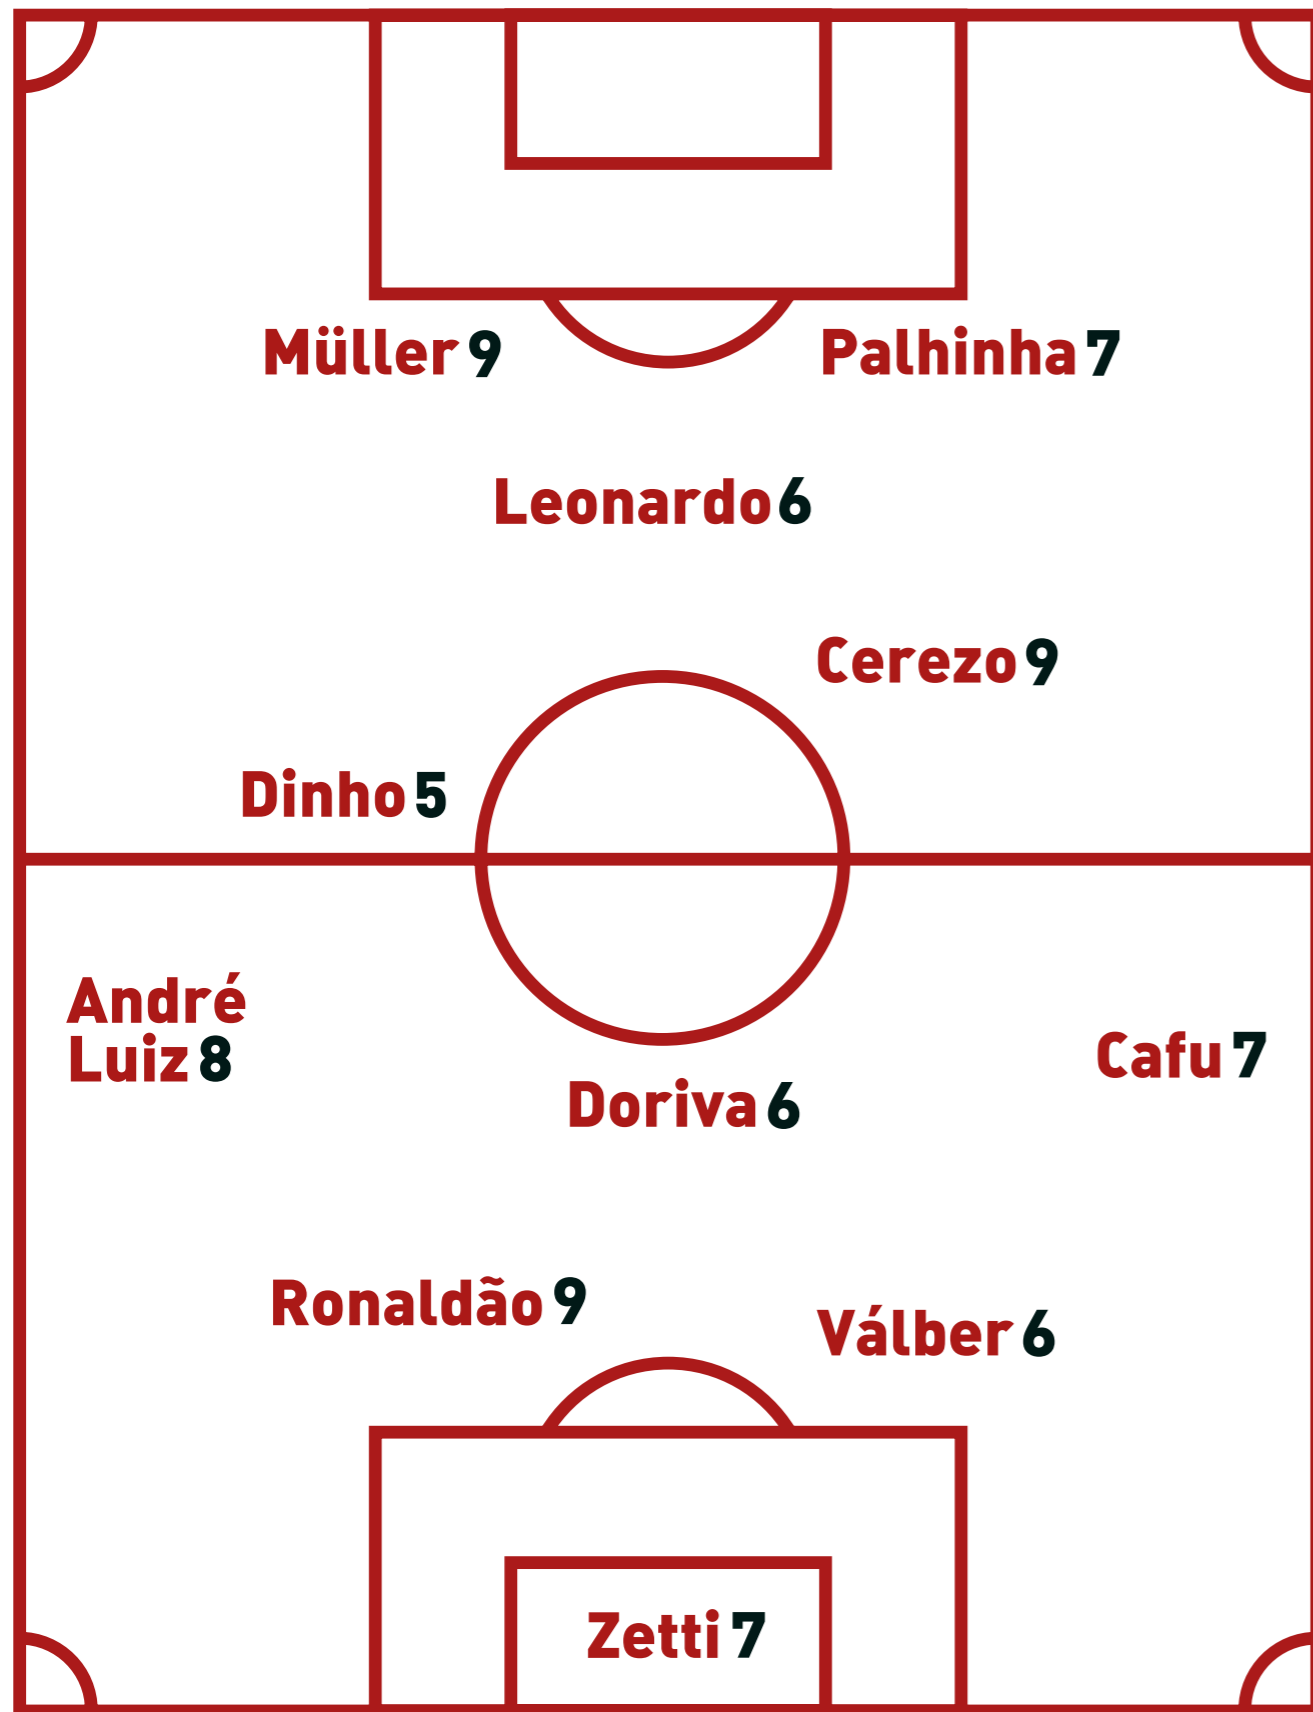 Müller 9
Palhinha 7
Leonardo 6
Cerezo 9
Dinho 5
André
Luiz 8
Cafu 7
Doriva 6
Ronaldão 9
Válber 6
Zetti 7